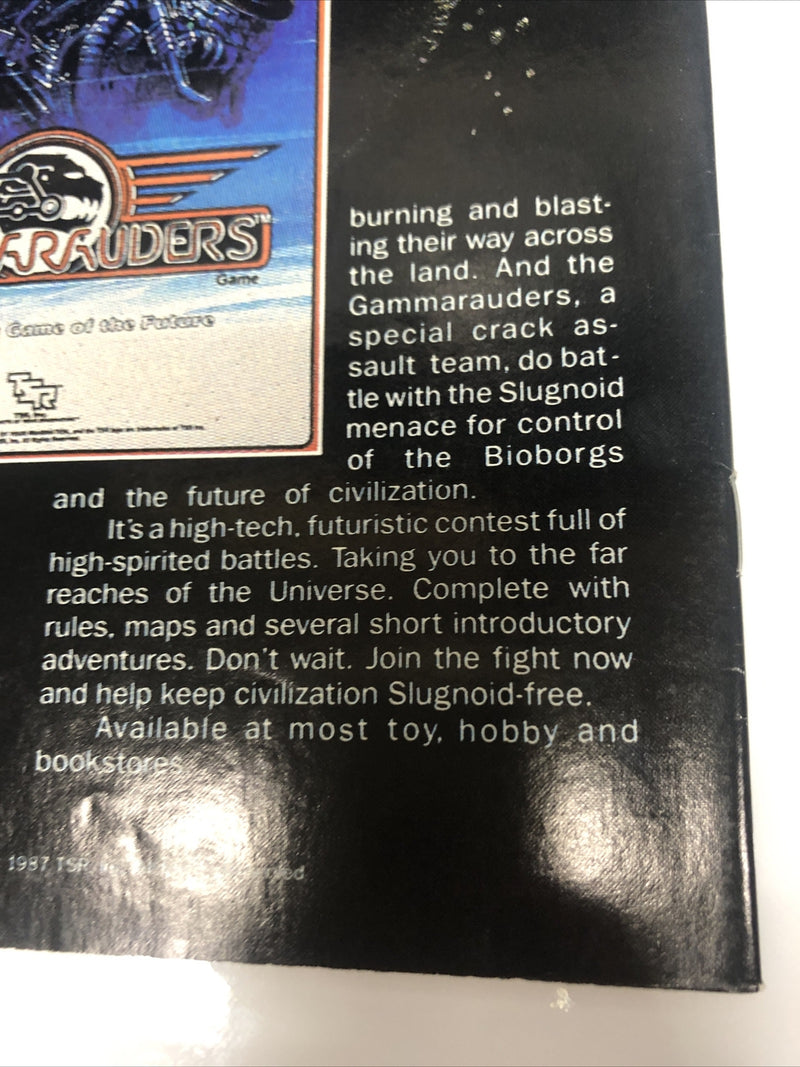 ARAUDERS™
Game
Game of the Future
TSR
burning and blast-
ing their way across
the land. And the
Gammarauders, a
special crack as-
sault team, do bat-
tle with the Slugnoid
menace for control
of the Bioborgs
and the future of civilization.
It's a high-tech, futuristic contest full of
high-spirited battles. Taking you to the far
reaches of the Universe. Complete with
rules, maps and several short introductory
adventures. Don't wait. Join the fight now
and help keep civilization Slugnoid-free.
Available at most toy, hobby and
bookstores
1987 TSR